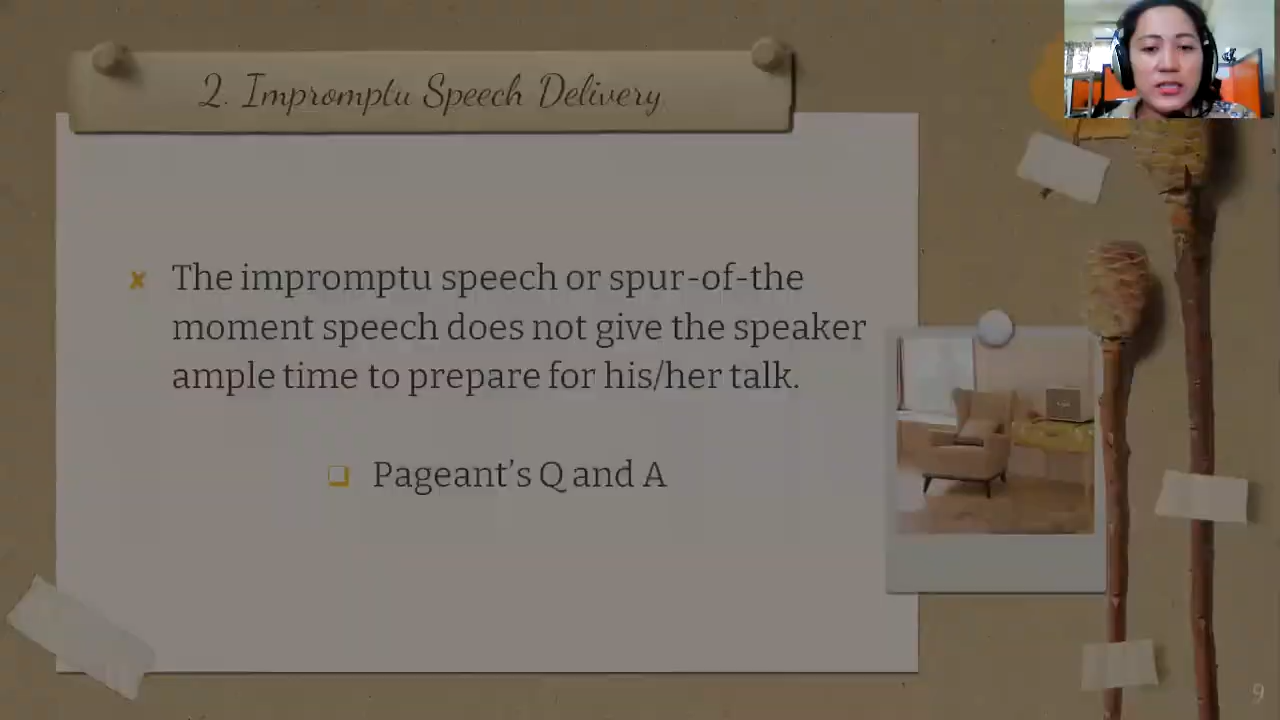 2. Impromptu Speech Delivery
The impromptu speech or spur-of-the
moment speech does not give the speaker
ample time to prepare for his/her talk.
Pageant’s Q and A
9